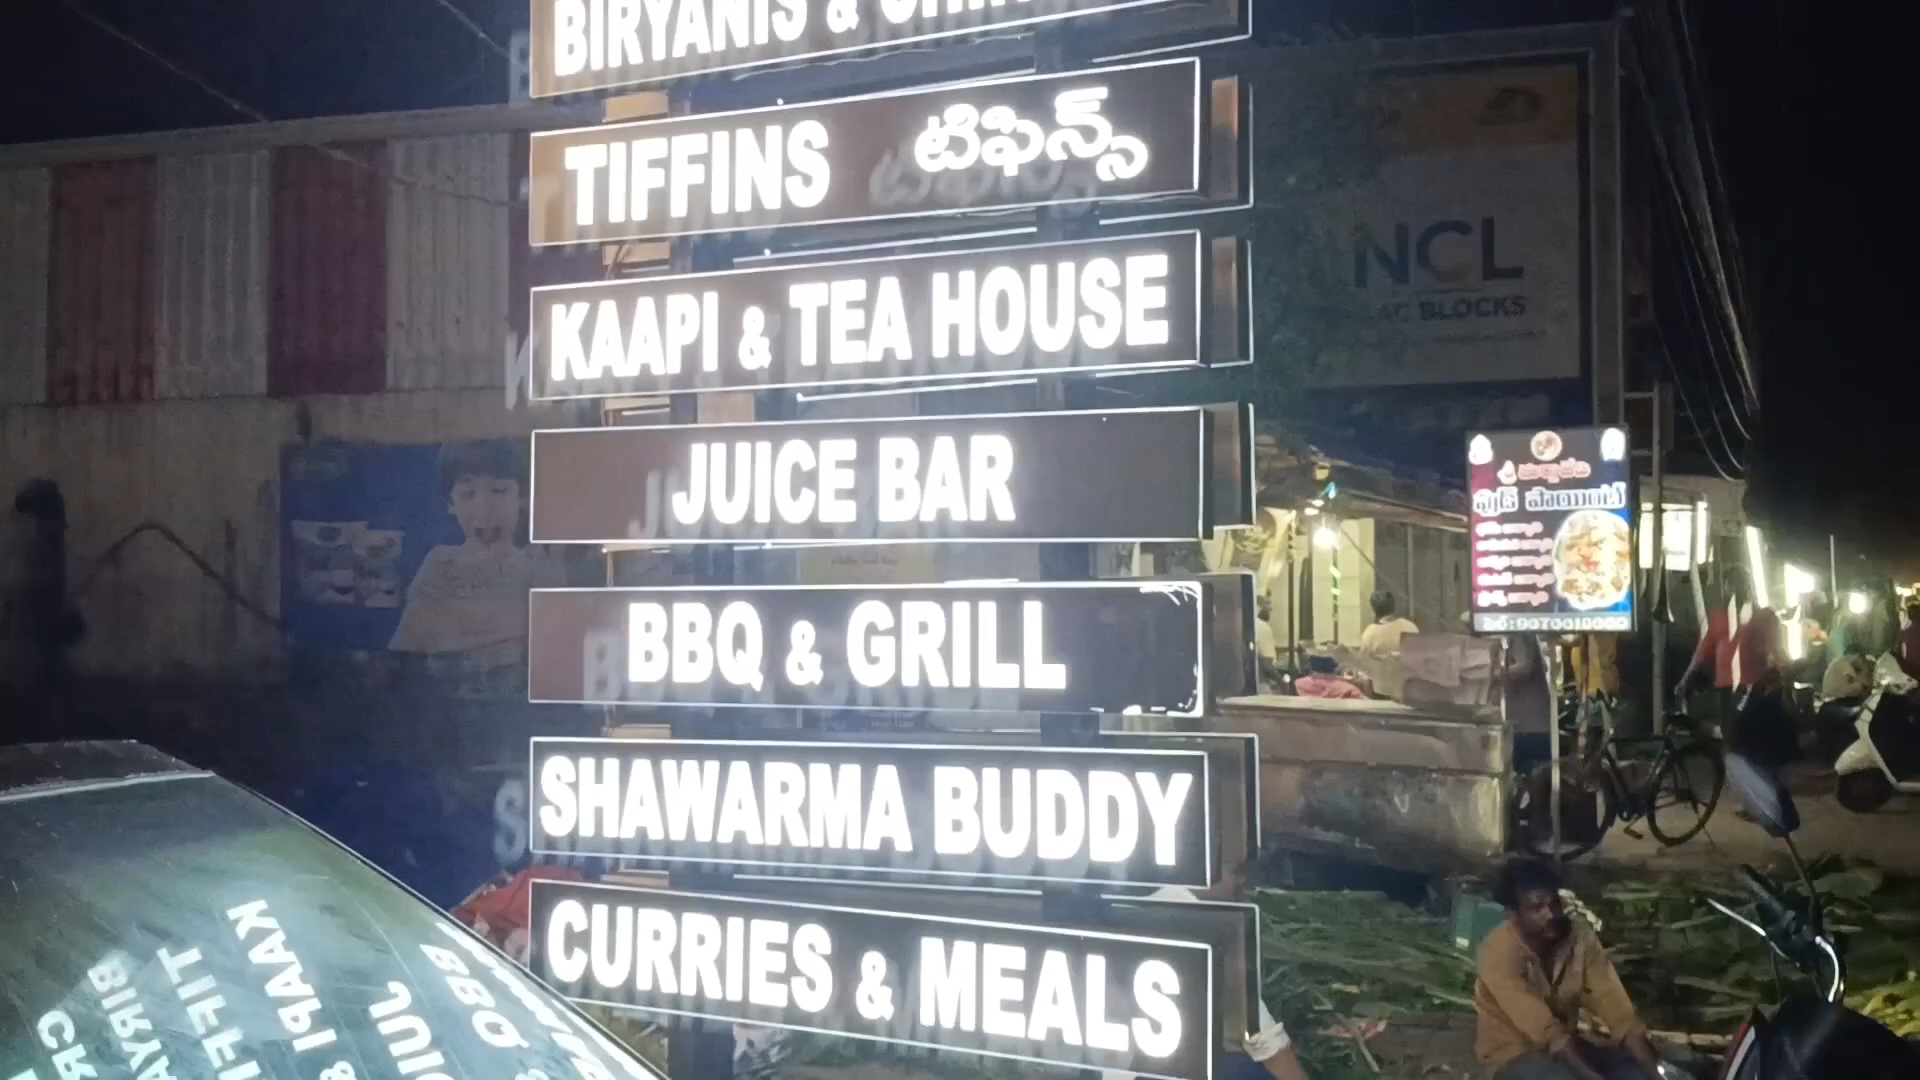 BIRYANIS &
TIFFINS టిఫిన్స్
KAAPI & TEA HOUSE
JUICE BAR
BBQ & GRILL
SHAWARMA BUDDY
CURRIES & MEALS
NCL
BLOCKS
శ్రీ
పాయింట్